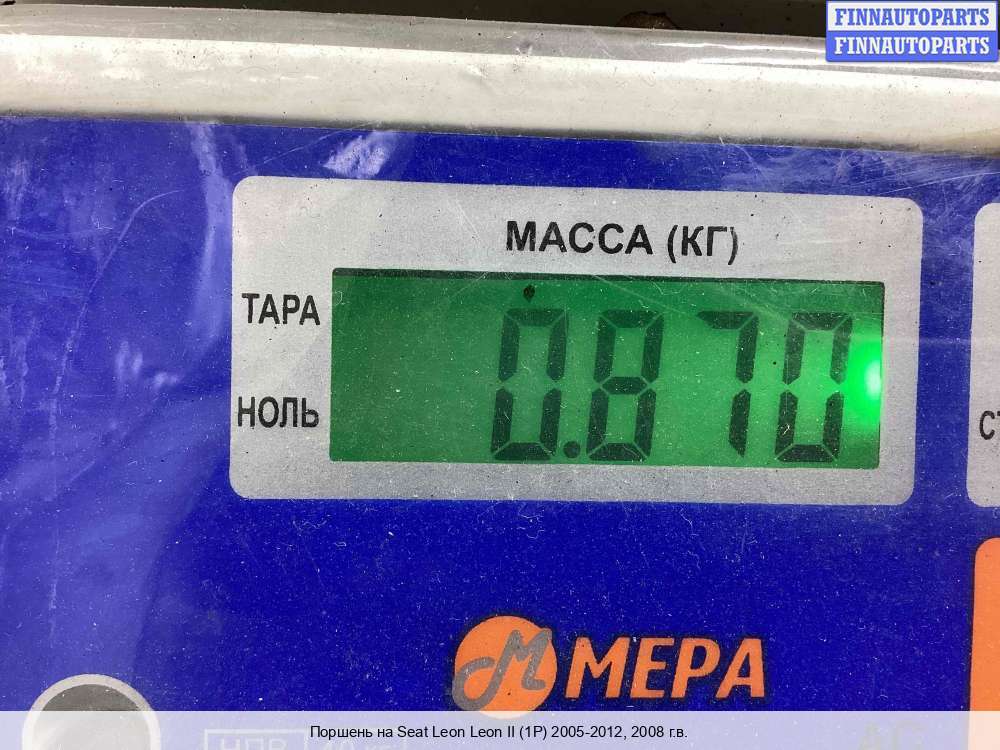 FINNAUTOPARTS
FINNAUTOPARTS
МАССА (КГ)
ТАРА
0.870
НОЛЬ
МЕРА
Поршень на Seat Leon Leon II (1P) 2005-2012, 2008 г.в.